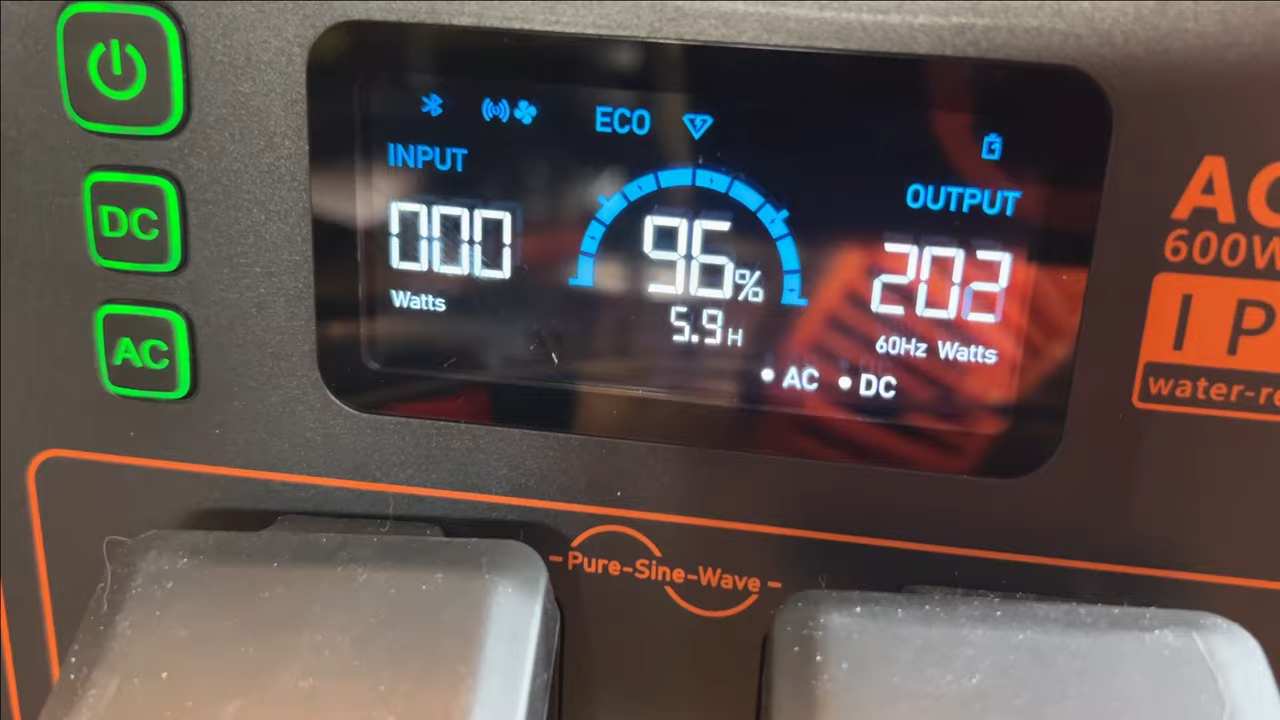 DC
AC
ECO
INPUT
000
Watts
96%
5.9H
OUTPUT
202
60Hz Watts
AC DC
600W
water-re
-Pure-Sine-Wave-